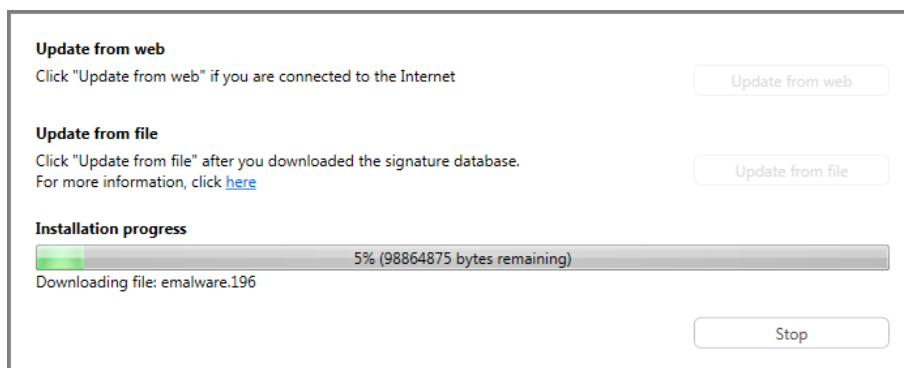 Update from web
Click "Update from web" if you are connected to the Internet
Update from web
Update from file
Click "Update from file" after you downloaded the signature database.
For more information, click here
Update from file
Installation progress
5% (98864875 bytes remaining)
Downloading file: emalware.196
Stop